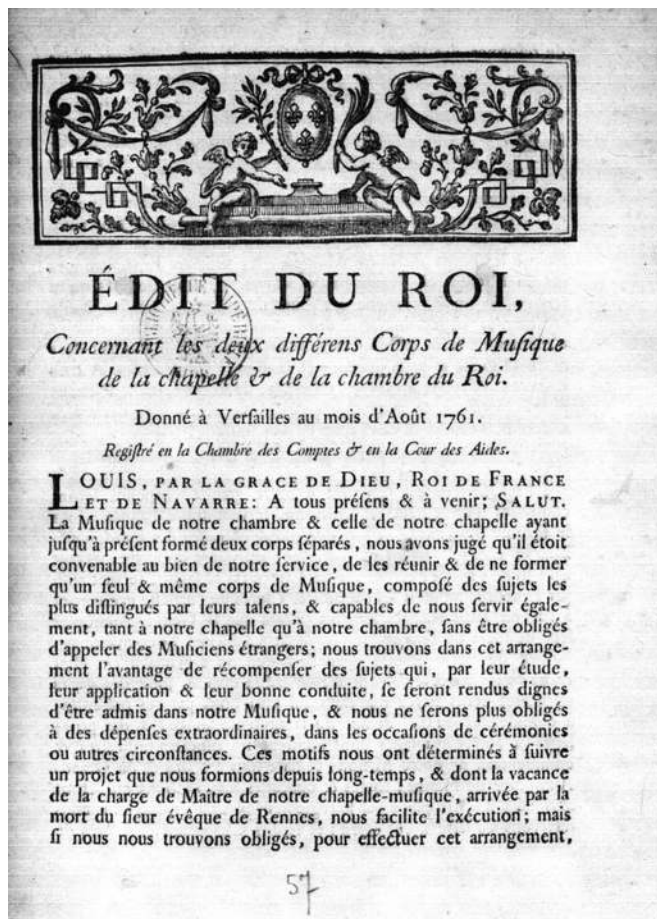 ÉDIT DU ROI,
Concernant les deux différens Corps de Muſique
de la chapelle & de la chambre du Roi.
Donné à Verſailles au mois d'Août 1761.
Regiſtré en la Chambre des Comptes & en la Cour des Aides.
LOUIS, PAR LA GRACE DE DIEU, ROI DE FRANCE
ET DE NAVARRE: A tous préſens & à venir; SALUT.
La Muſique de notre chambre & celle de notre chapelle ayant
juſqu'à préſent formé deux corps ſéparés, nous avons jugé qu'il étoit
convenable au bien de notre ſervice, de les réunir & de ne former
qu'un ſeul & même corps de Muſique, compoſé des ſujets les
plus diſtingués par leurs talens, & capables de nous ſervir égale-
ment, tant à notre chapelle qu'à notre chambre, ſans être obligés
d'appeler des Muſiciens étrangers; nous trouvons dans cet arrange-
ment l'avantage de récompenſer des ſujets qui, par leur étude,
leur application & leur bonne conduite, ſe ſeront rendus dignes
d'être admis dans notre Muſique, & nous ne ſerons plus obligés
à des dépenſes extraordinaires, dans les occaſions de cérémonies
ou autres circonſtances. Ces motifs nous ont déterminés à ſuivre
un projet que nous formions depuis long-temps, & dont la vacance
de la charge de Maître de notre chapelle-muſique, arrivée par la
mort du ſieur évêque de Rennes, nous facilite l'exécution; mais
ſi nous nous trouvons obligés, pour effectuer cet arrangement,
57